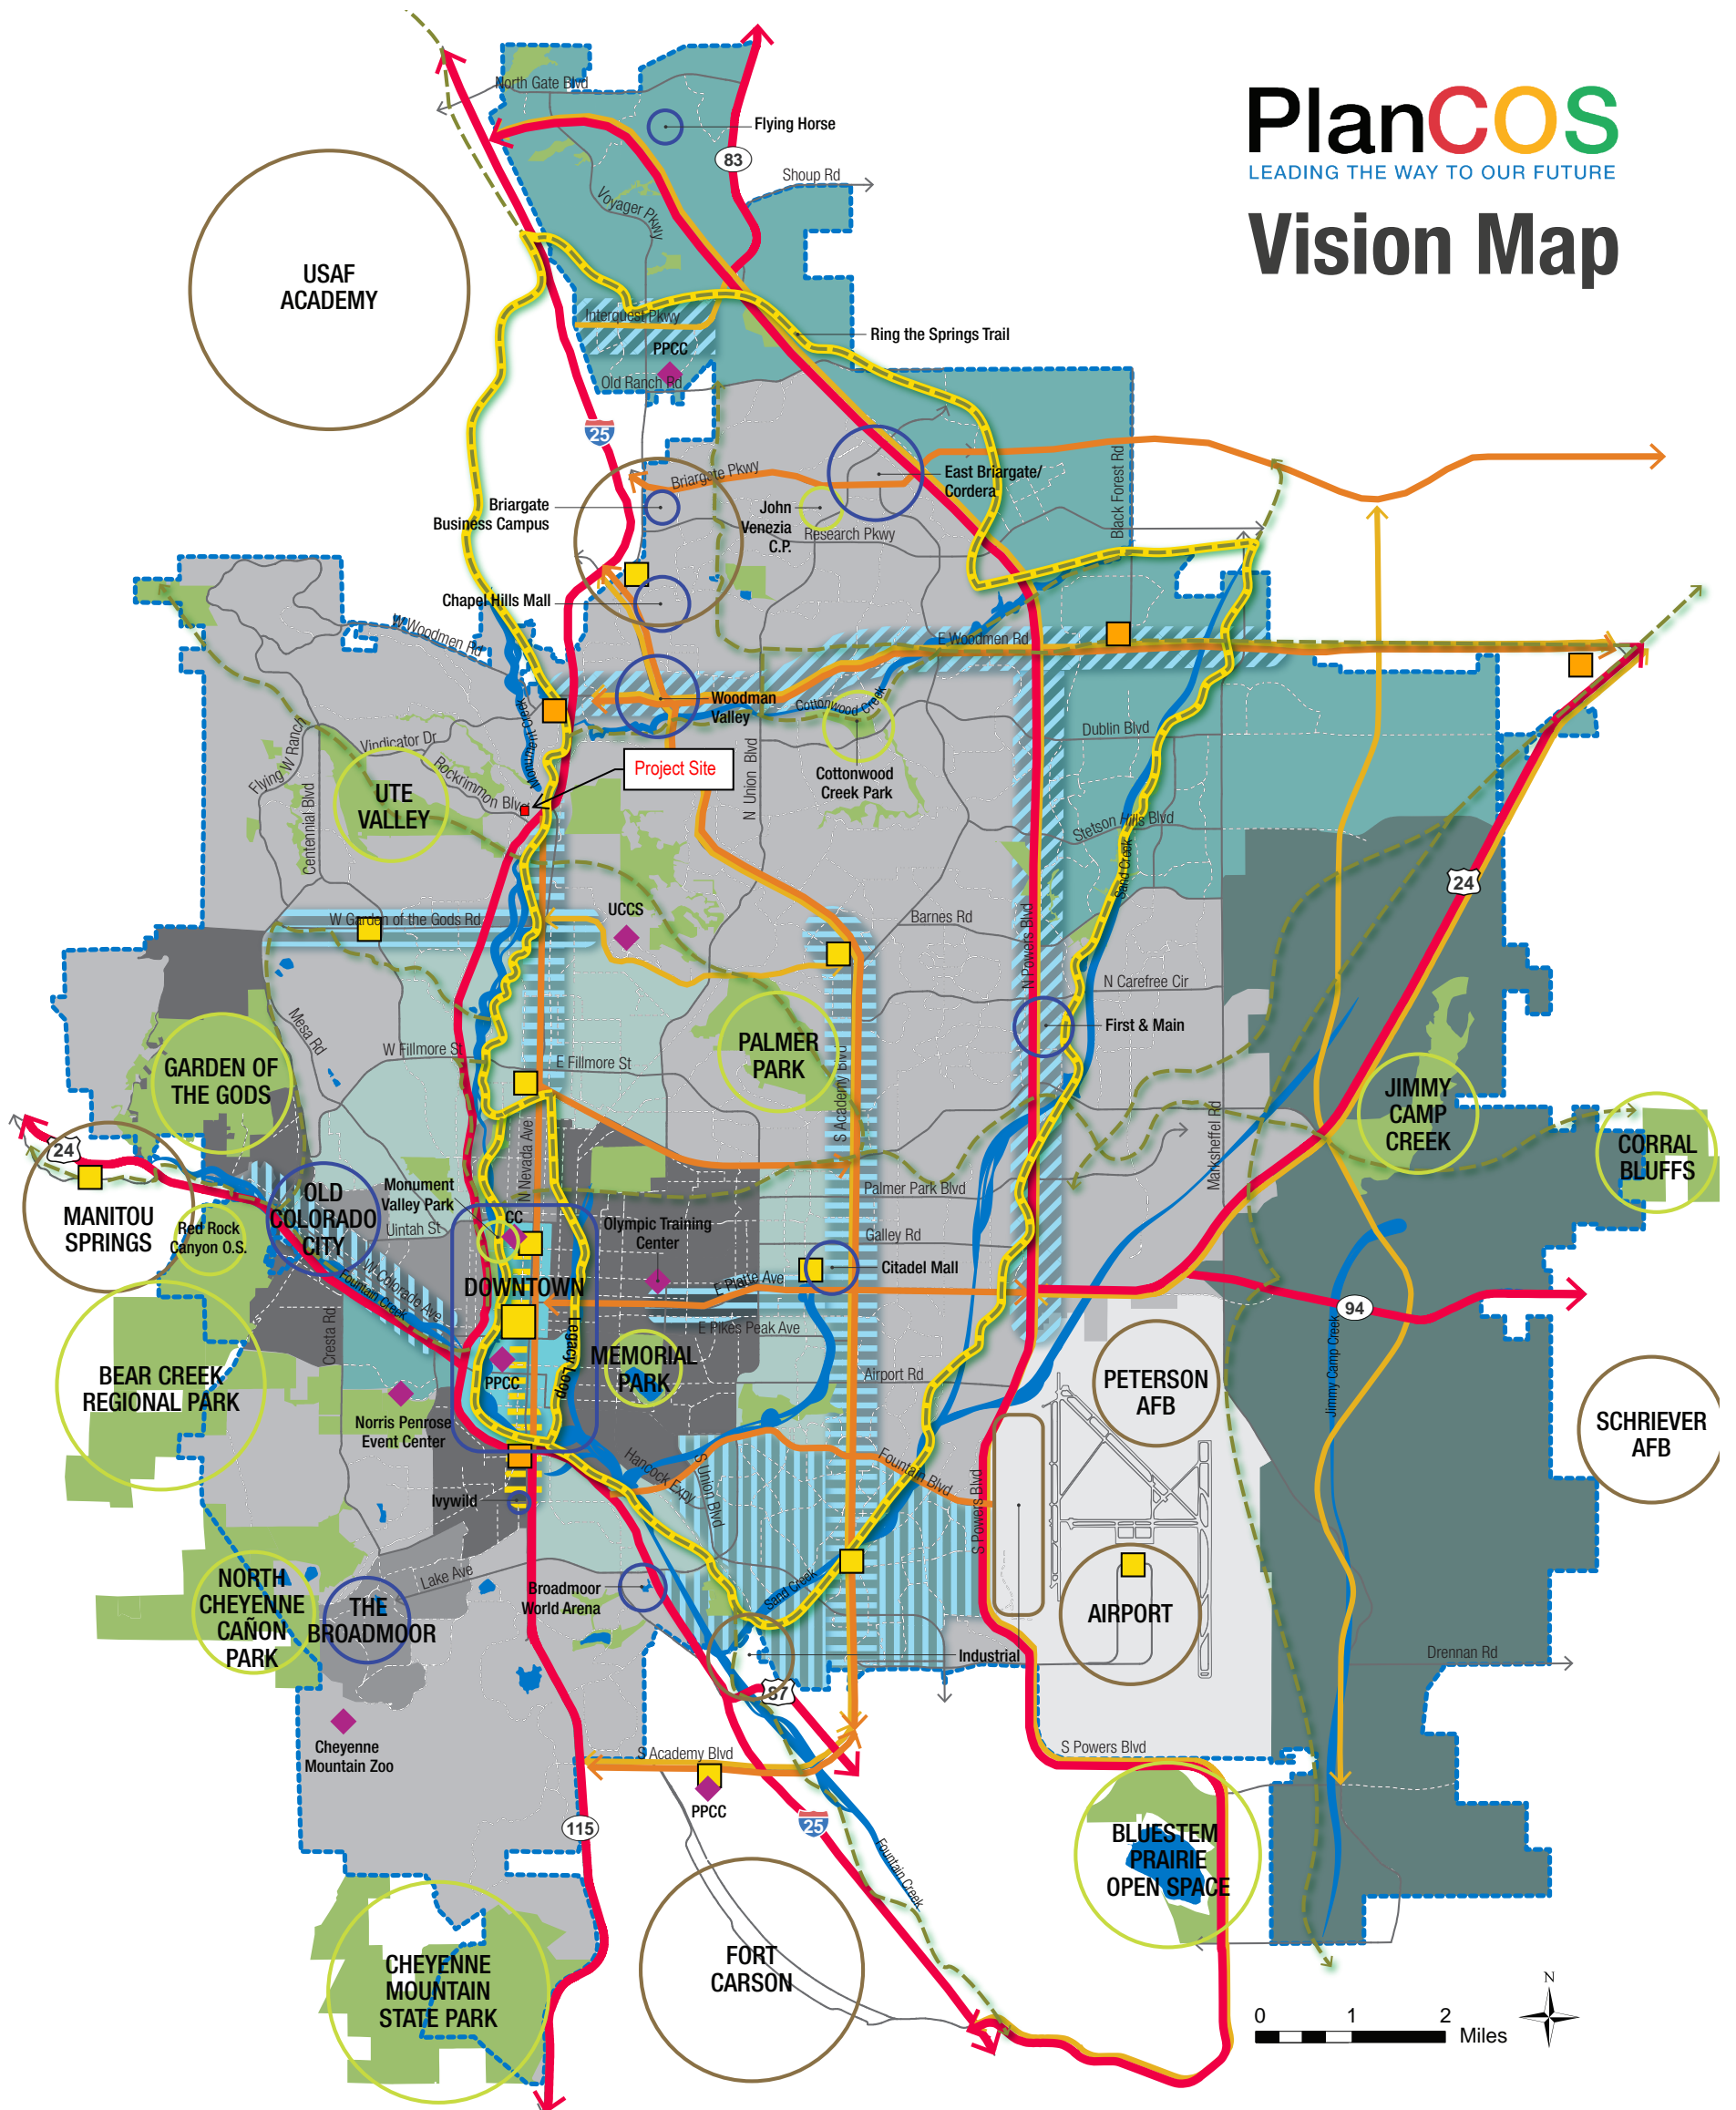 PlanCOS
LEADING THE WAY TO OUR FUTURE
Vision Map
North Gate Blvd
Flying Horse
83
Shoup Rd
Voyager Pkwy
USAF
ACADEMY
Interquest Pkwy
Ring the Springs Trail
PPCC
Old Ranch Rd
25
Briargate Pkwy
East Briargate/
Cordera
Black Forest Rd
Briargate
Business Campus
John
Venezia
C.P.
Research Pkwy
Chapel Hills Mall
W Woodmen Rd
E Woodmen Rd
Woodman
Valley
Cottonwood Creek
Dublin Blvd
Flying W Ranch
Vindicator Dr
Rockrimmon Blvd
Project Site
N Union Blvd
Cottonwood
Creek Park
UTE
VALLEY
Centennial Blvd
Stetson Hills Blvd
Sand Creek
24
W Garden of the Gods Rd
UCCS
Barnes Rd
N Powers Blvd
N Carefree Cir
Mesa Rd
First & Main
W Fillmore St
E Fillmore St
PALMER
PARK
S Academy Blvd
GARDEN OF
THE GODS
JIMMY
CAMP
CREEK
CORRAL
BLUFFS
Marksheffel Rd
24
N Nevada Ave
MANITOU
SPRINGS
Red Rock
Canyon O.S.
OLD
COLORADO
CITY
Monument
Valley Park
Uintah St
CC
Olympic Training
Center
Palmer Park Blvd
Galley Rd
Citadel Mall
W Colorado Ave
Fountain Creek
DOWNTOWN
E Platte Ave
94
Legacy Loop
E Pikes Peak Ave
Cresta Rd
Jimmy Camp Creek
BEAR CREEK
REGIONAL PARK
PPCC
MEMORIAL
PARK
Airport Rd
PETERSON
AFB
SCHRIEVER
AFB
Norris Penrose
Event Center
Hancock Expy
S Union Blvd
Fountain Blvd
S Powers Blvd
Ivywild
Lake Ave
NORTH
CHEYENNE
CAÑON
PARK
THE
BROADMOOR
Broadmoor
World Arena
Sand Creek
AIRPORT
Industrial
Drennan Rd
87
Cheyenne
Mountain Zoo
S Academy Blvd
S Powers Blvd
PPCC
115
25
Fountain Creek
BLUESTEM
PRAIRIE
OPEN SPACE
CHEYENNE
MOUNTAIN
STATE PARK
FORT
CARSON
N
0 1 2
Miles